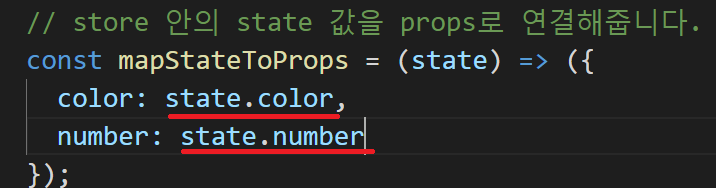 // store 안의 state 값을 props로 연결해줍니다.
const mapStateToProps = (state) => ({
color: state.color,
number: state.number
});